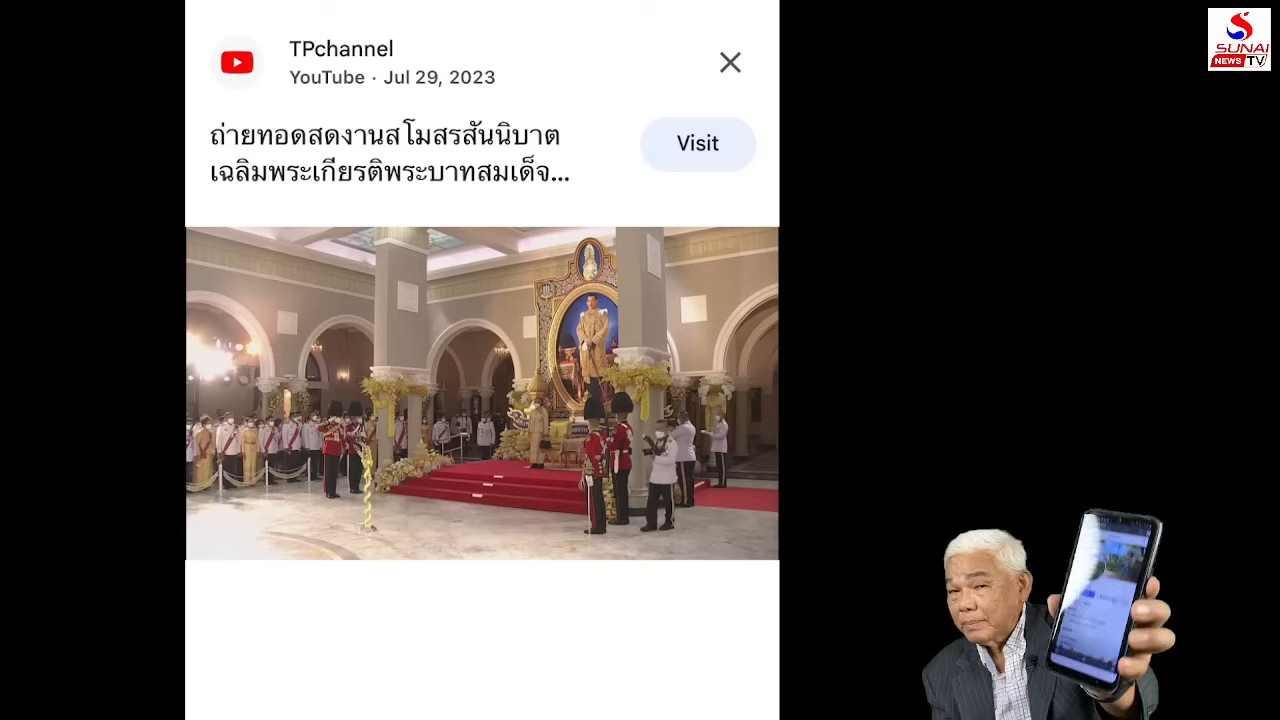 TPchannel
YouTube · Jul 29, 2023
ถ่ายทอดสดงานสโมสรสันนิบาต
เฉลิมพระเกียรติพระบาทสมเด็จ...
Visit
SUNAI
NEWS TV